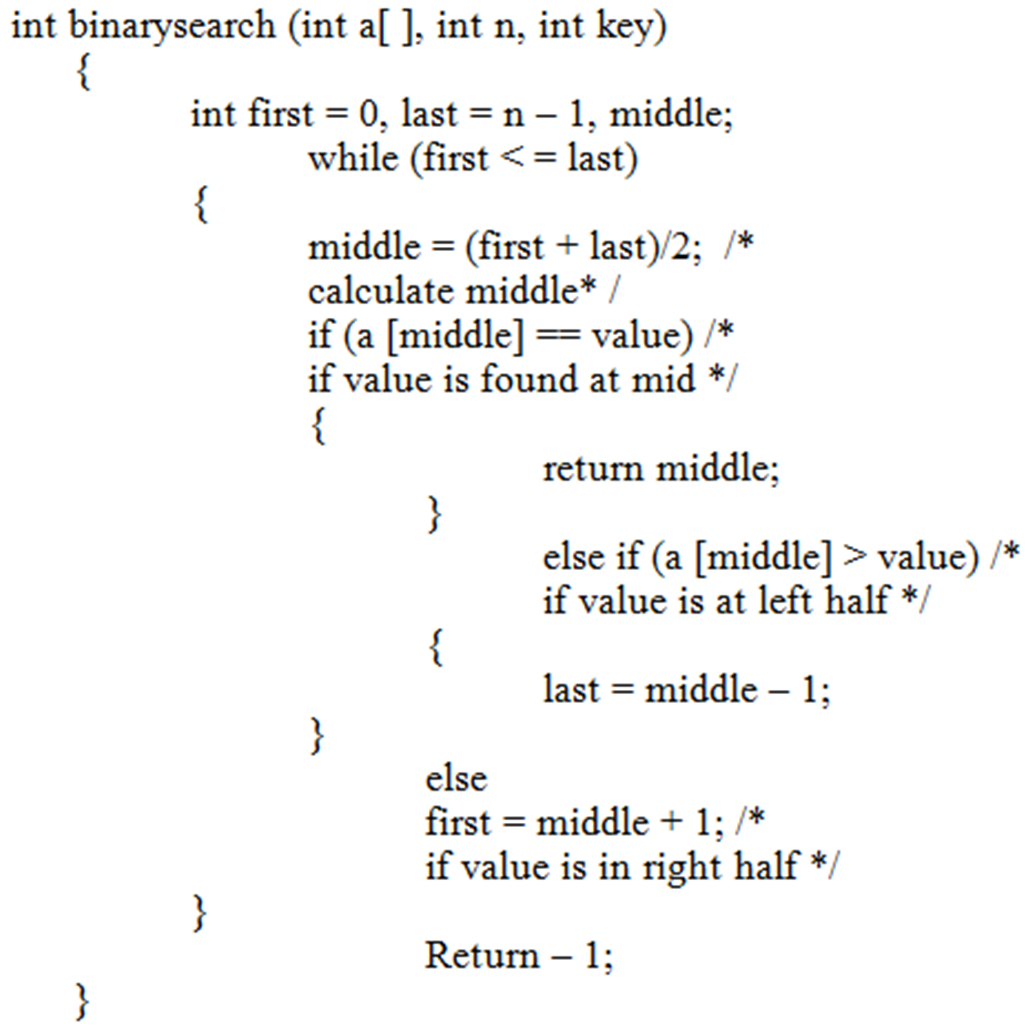 int binarysearch (int a[ ], int n, int key)
{
int first = 0, last = n – 1, middle;
while (first < = last)
{
middle = (first + last)/2; /*
calculate middle* /
if (a [middle] == value) /*
if value is found at mid */
{
return middle;
}
else if (a [middle] > value) /*
if value is at left half */
{
last = middle – 1;
}
else
first = middle + 1; /*
if value is in right half */
}
Return – 1;
}